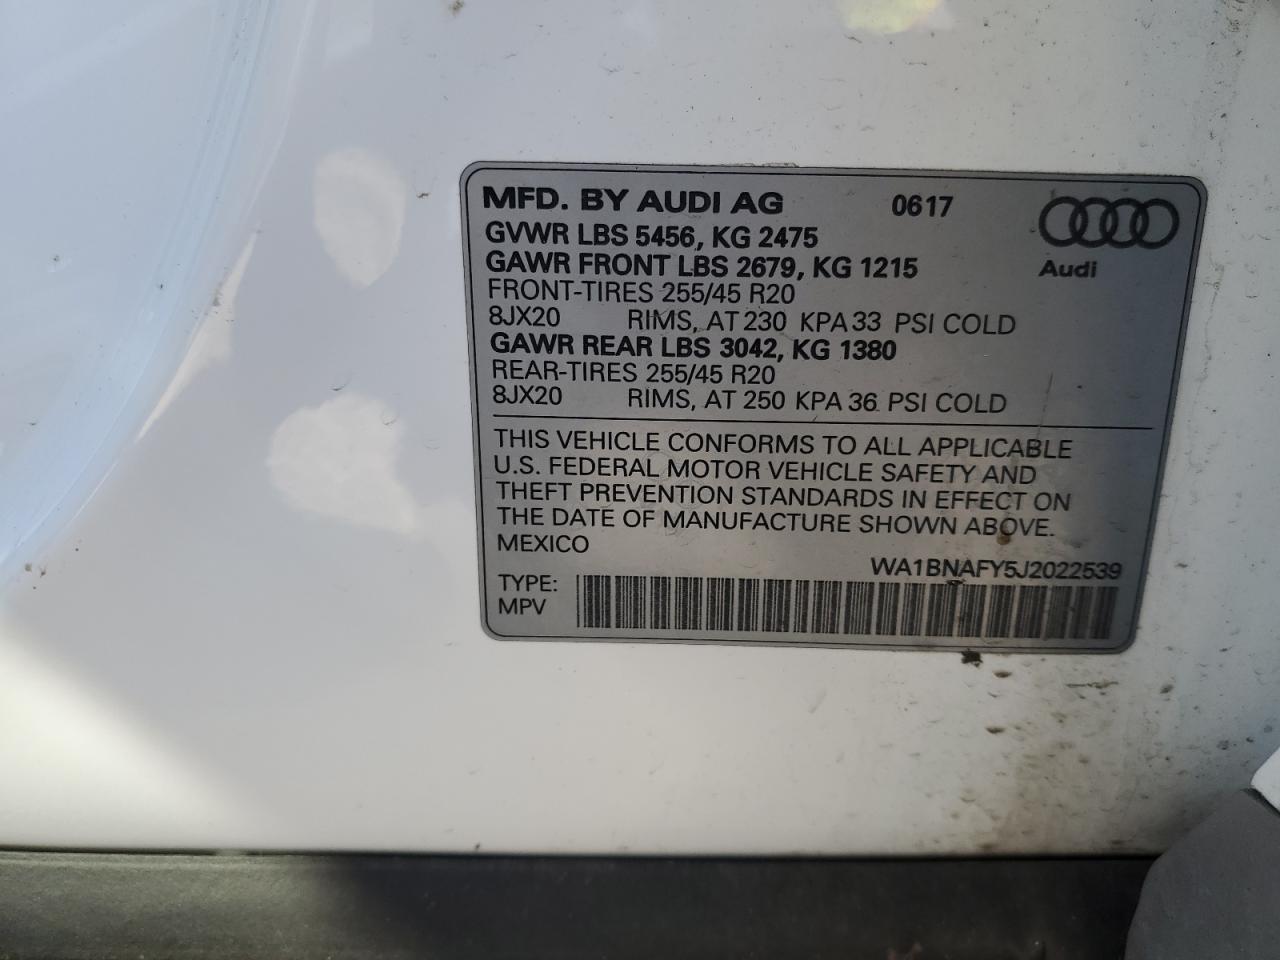 MFD. BY AUDI AG 0617
GVWR LBS 5456, KG 2475
GAWR FRONT LBS 2679, KG 1215
Audi
FRONT-TIRES 255/45 R20
8JX20 RIMS, AT 230 KPA 33 PSI COLD
GAWR REAR LBS 3042, KG 1380
REAR-TIRES 255/45 R20
8JX20 RIMS, AT 250 KPA 36 PSI COLD
THIS VEHICLE CONFORMS TO ALL APPLICABLE
U.S. FEDERAL MOTOR VEHICLE SAFETY AND
THEFT PREVENTION STANDARDS IN EFFECT ON
THE DATE OF MANUFACTURE SHOWN ABOVE.
MEXICO
WA1BNAFY5J2022539
TYPE:
MPV